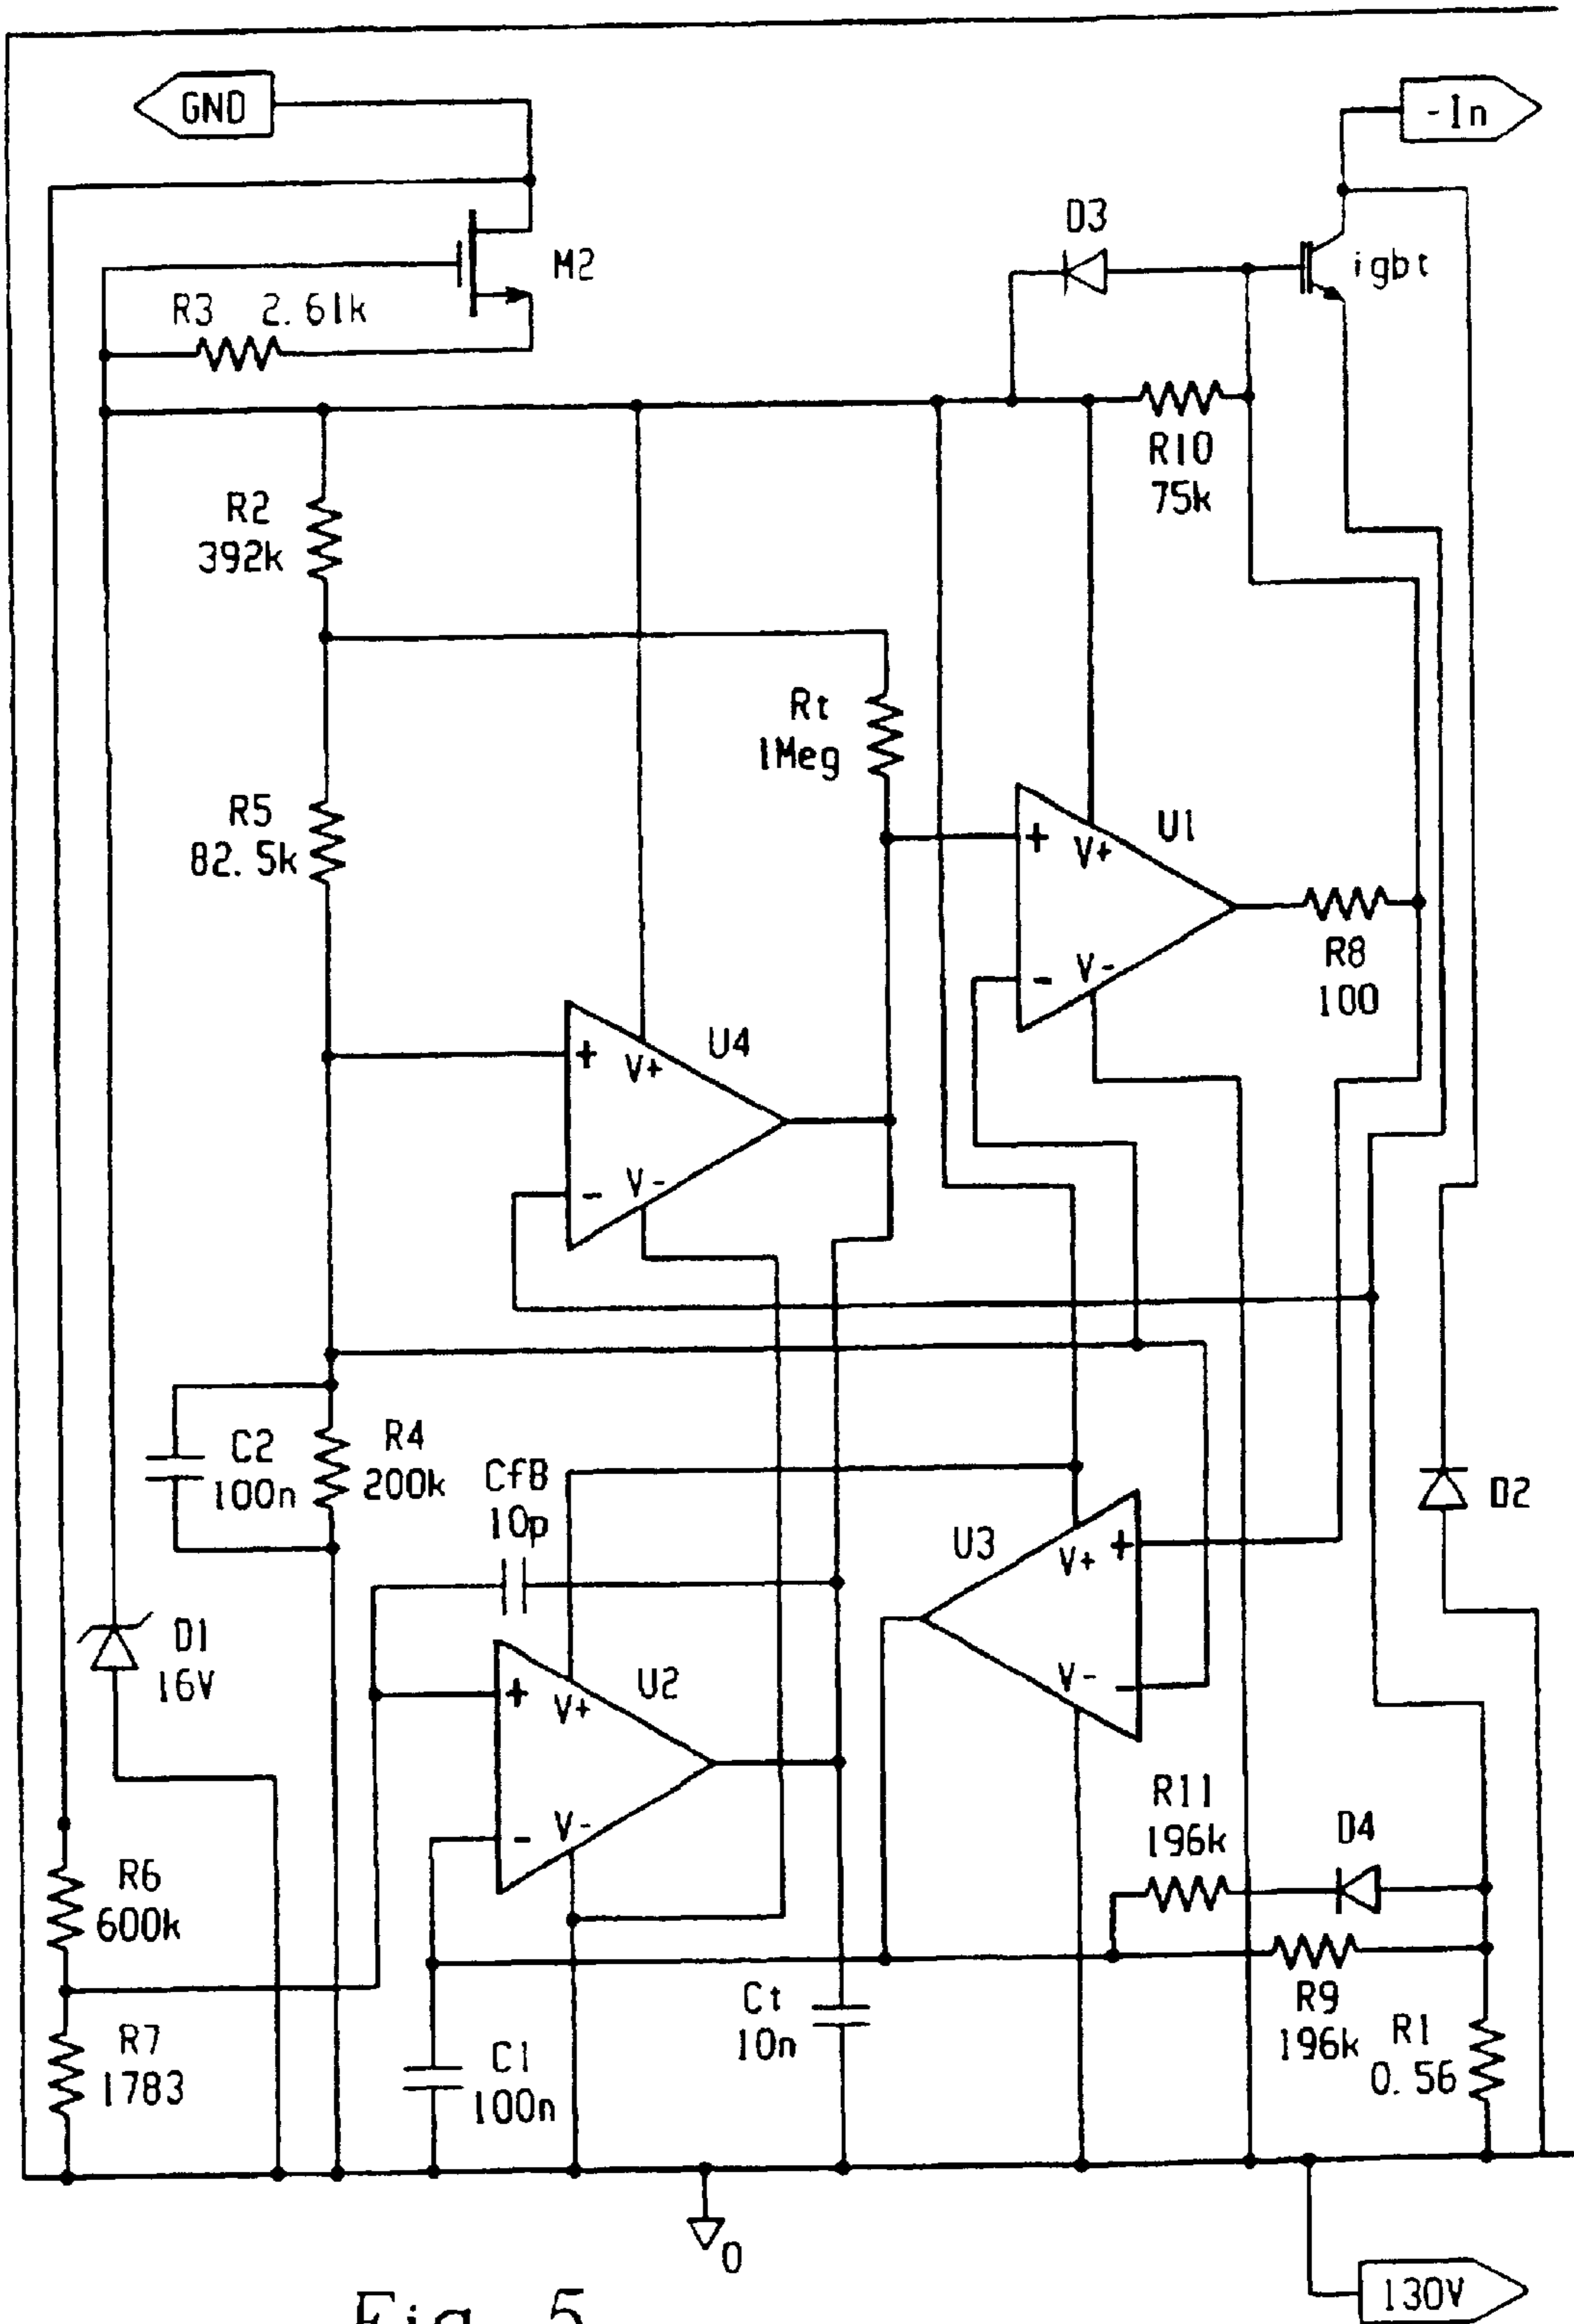 GND
-In
D3
igbt
M2
R3 2.61k
R10
75k
R2
392k
Rt
1Meg
R5
82.5k
U1
+
V+
V-
-
R8
100
U4
+
V+
V-
-
C2
100n
R4
200k
CfB
10p
D2
U3
V+
+
V-
-
D1
16V
U2
+
V+
V-
-
R11
196k
D4
R6
600k
R9
196k
R1
0.56
Ct
10n
R7
1783
C1
100n
0
130V
Fig. 5